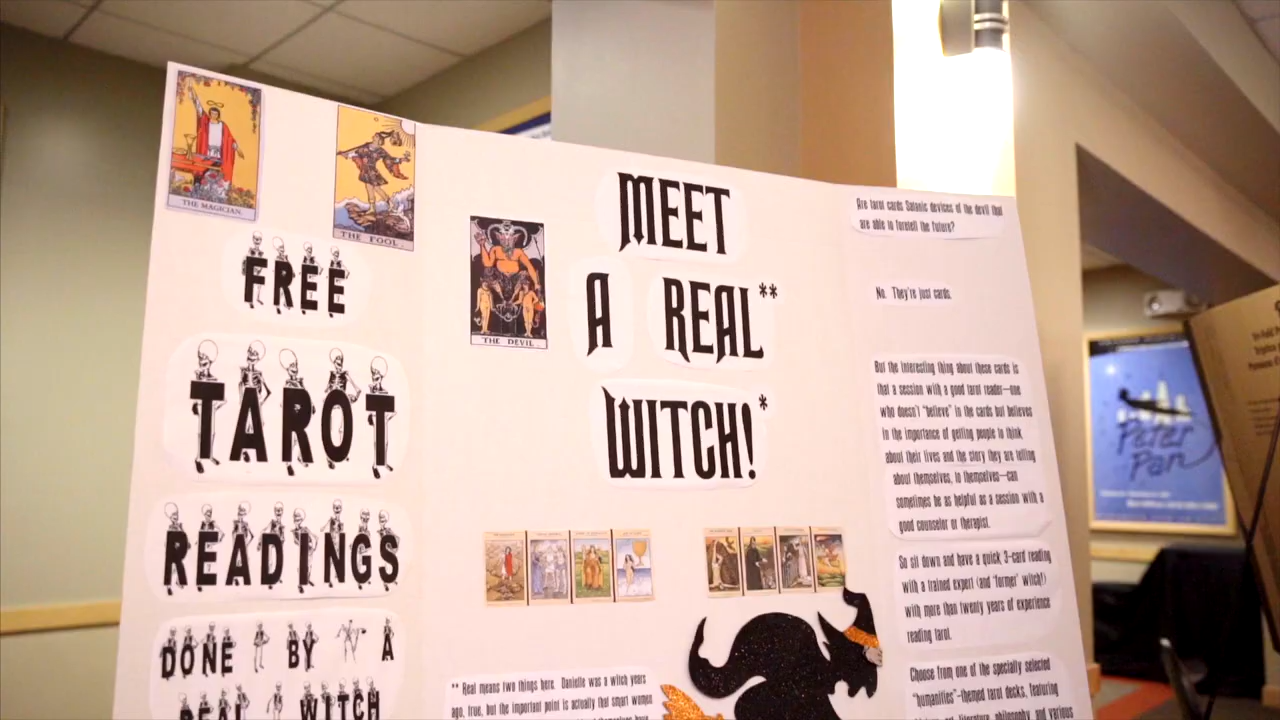 THE MAGICIAN.
THE FOOL.
FREE
TAROT
READINGS
DONE BY A
REAL WITCH
THE DEVIL.
MEET
A REAL**
WITCH!*
** Real means two things here. Danielle was a witch years
ago, true, but the important point is actually that smart women
Are tarot cards Satanic devices of the devil that
are able to foretell the future?
No. They're just cards.
But the interesting thing about these cards is
that a session with a good tarot reader—one
who doesn't "believe" in the cards but believes
in the importance of getting people to think
about their lives and the story they are telling
about themselves, to themselves—can
sometimes be as helpful as a session with a
good counselor or therapist.
So sit down and have a quick 3-card reading
with a trained expert (and "former" witch!)
with more than twenty years of experience
reading tarot.
Choose from one of the specially selected
"humanities"-themed tarot decks, featuring
art, literature, philosophy, and various
Peter
Pan